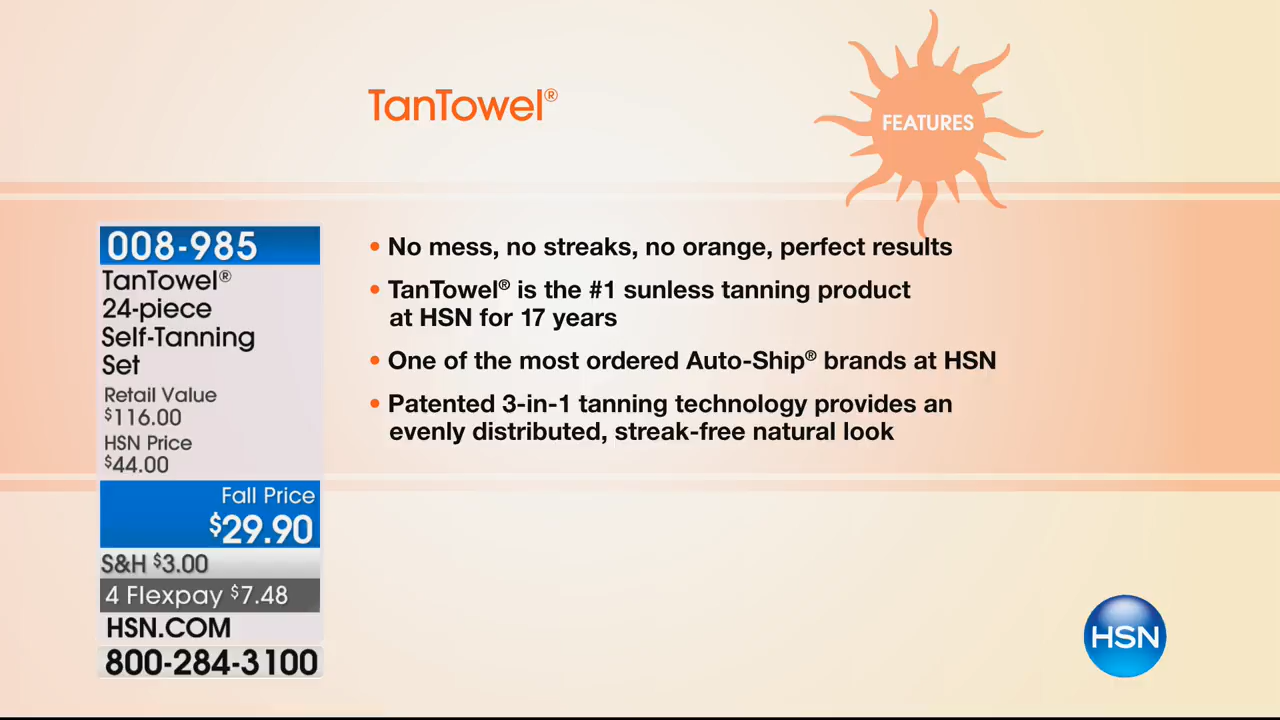 TanTowel®
FEATURES
008-985
TanTowel®
24-piece
Self-Tanning
Set
Retail Value
$116.00
HSN Price
$44.00
Fall Price
$29.90
S&H $3.00
4 Flexpay $7.48
HSN.COM
800-284-3100
• No mess, no streaks, no orange, perfect results
• TanTowel® is the #1 sunless tanning product
at HSN for 17 years
• One of the most ordered Auto-Ship® brands at HSN
• Patented 3-in-1 tanning technology provides an
evenly distributed, streak-free natural look
HSN